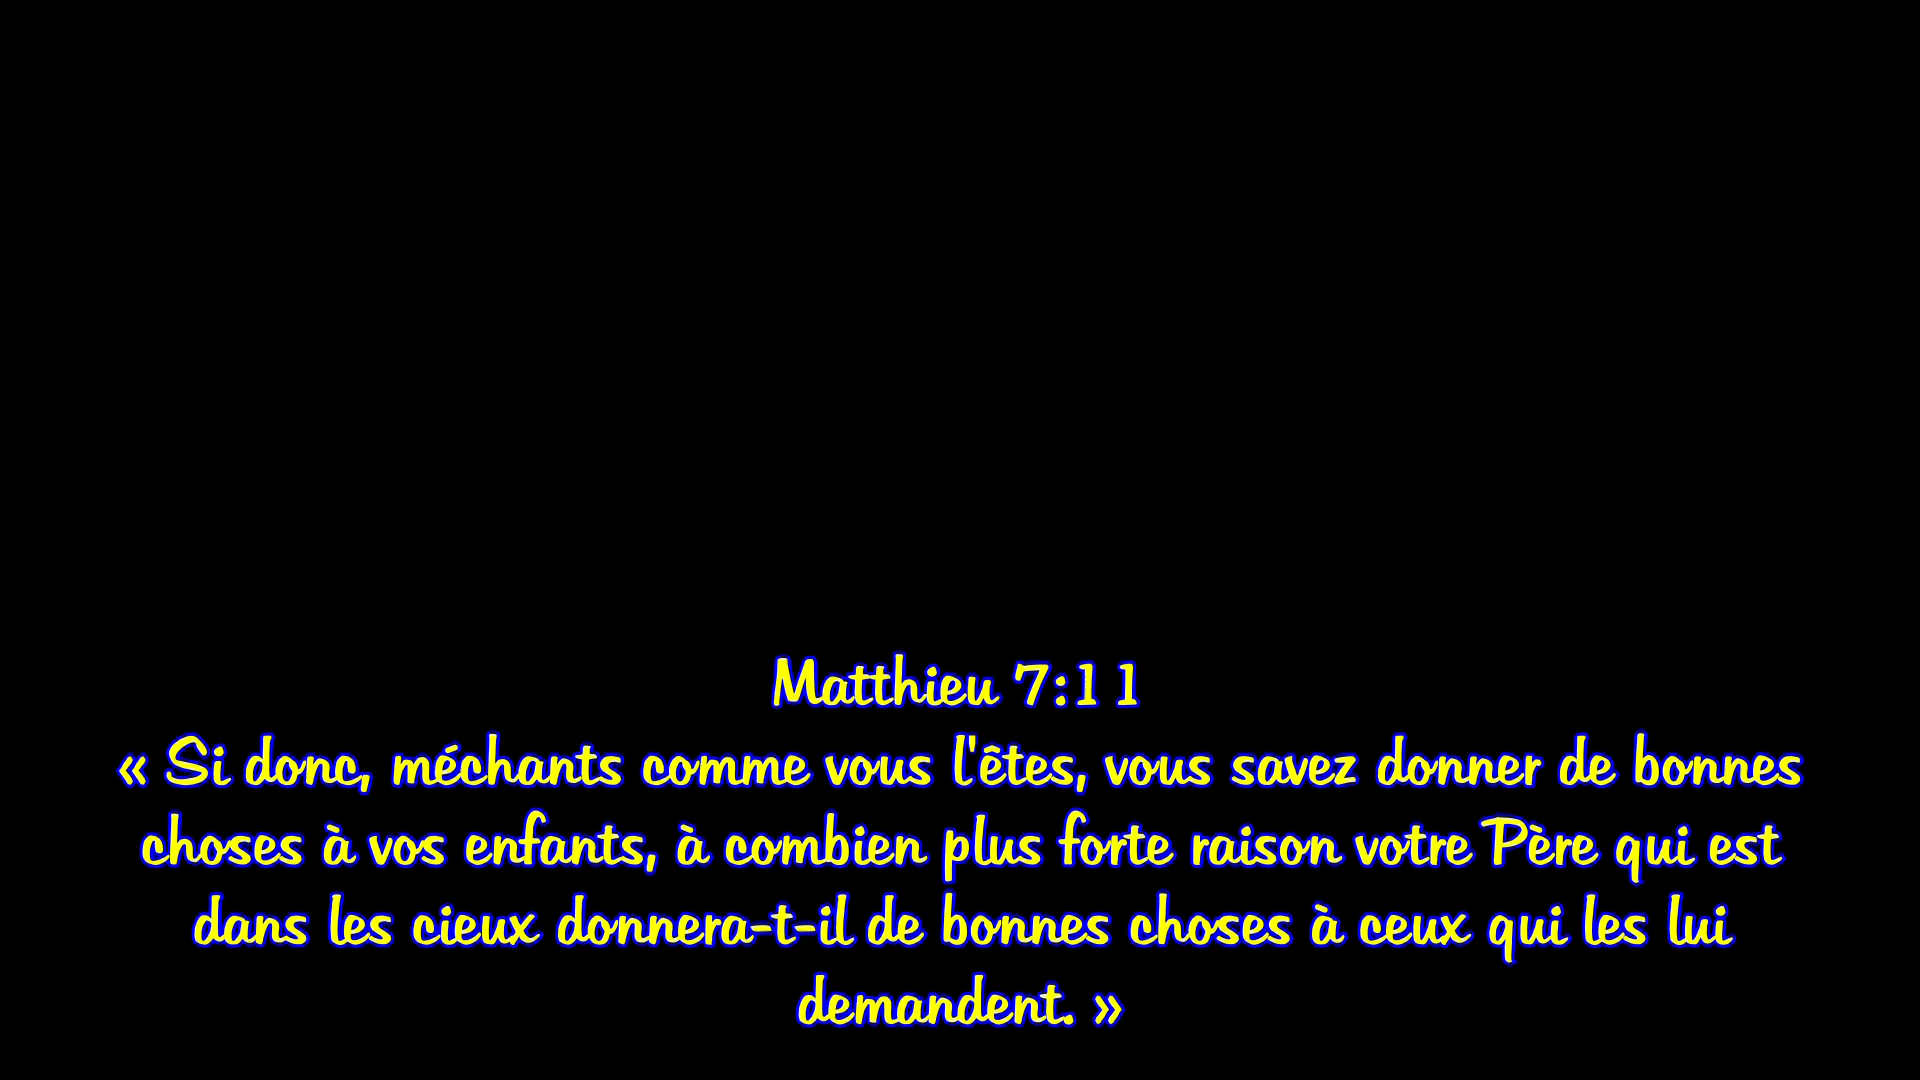 Matthieu 7:11
« Si donc, méchants comme vous l'êtes, vous savez donner de bonnes
choses à vos enfants, à combien plus forte raison votre Père qui est
dans les cieux donnera-t-il de bonnes choses à ceux qui les lui
demandent. »